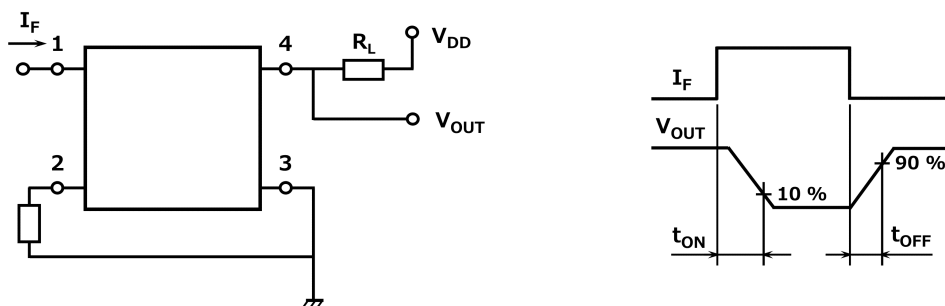 I_F
1
4
R_L
V_DD
V_OUT
2
3
I_F
V_OUT
10 %
90 %
t_ON
t_OFF